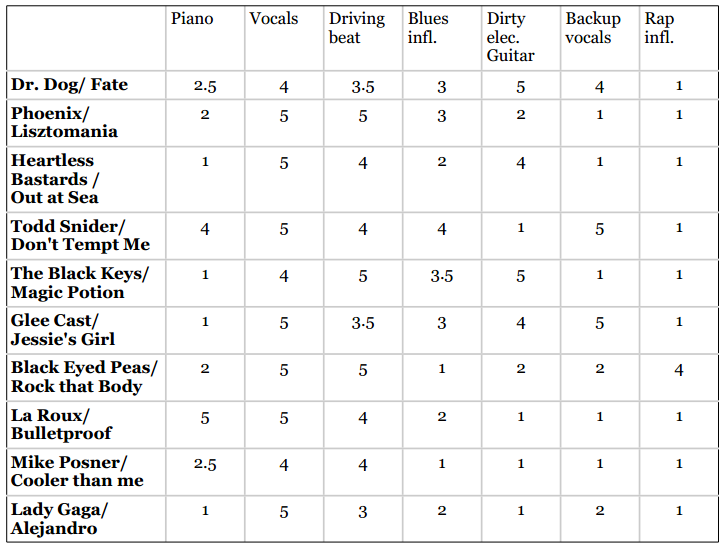 Piano Vocals Driving beat Blues infl. Dirty elec. Guitar Backup vocals Rap infl.
Dr. Dog/ Fate 2.5 4 3.5 3 5 4 1
Phoenix/ Lisztomania 2 5 5 3 2 1 1
Heartless Bastards / Out at Sea 1 5 4 2 4 1 1
Todd Snider/ Don't Tempt Me 4 5 4 4 1 5 1
The Black Keys/ Magic Potion 1 4 5 3.5 5 1 1
Glee Cast/ Jessie's Girl 1 5 3.5 3 4 5 1
Black Eyed Peas/ Rock that Body 2 5 5 1 2 2 4
La Roux/ Bulletproof 5 5 4 2 1 1 1
Mike Posner/ Cooler than me 2.5 4 4 1 1 1 1
Lady Gaga/ Alejandro 1 5 3 2 1 2 1